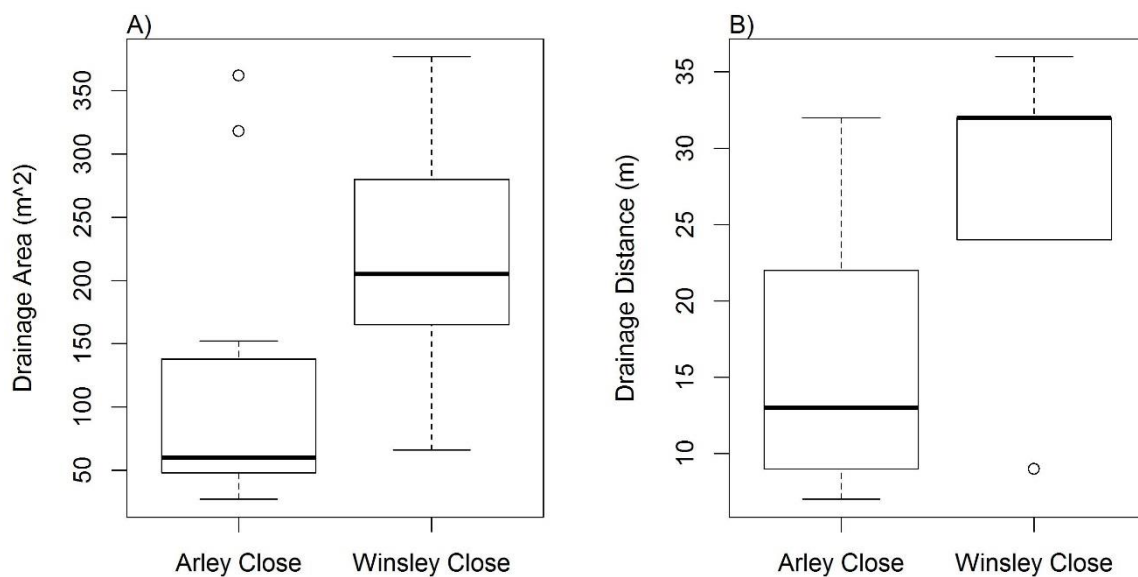 A)
Drainage Area (m^2)
350
300
250
200
150
100
50
Arley Close Winsley Close
B)
Drainage Distance (m)
35
30
25
20
15
10
Arley Close Winsley Close